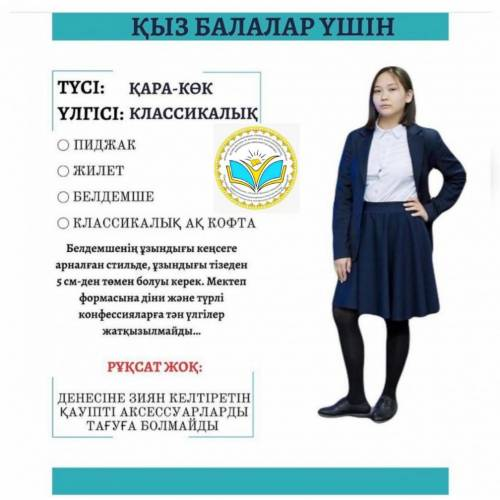 ҚЫЗ БАЛАЛАР ҮШІН
ТҮСІ: ҚАРА-КӨК
ҮЛГІСІ: КЛАССИКАЛЫҚ
ПИДЖАК
ЖИЛЕТ
БЕЛДЕМШЕ
КЛАССИКАЛЫҚ АҚ КОФТА
Белдемшенің ұзындығы кеңсеге
арналған стильде, ұзындығы тізеден
5 см-ден төмен болуы керек. Мектеп
формасына діни және түрлі
конфессияларға тән үлгілер
жатқызылмайды...
РҰҚСАТ ЖОҚ:
ДЕНЕСІНЕ ЗИЯН КЕЛТІРЕТІН
ҚАУІПТІ АКСЕССУАРЛАРДЫ
ТАҒУҒА БОЛМАЙДЫ